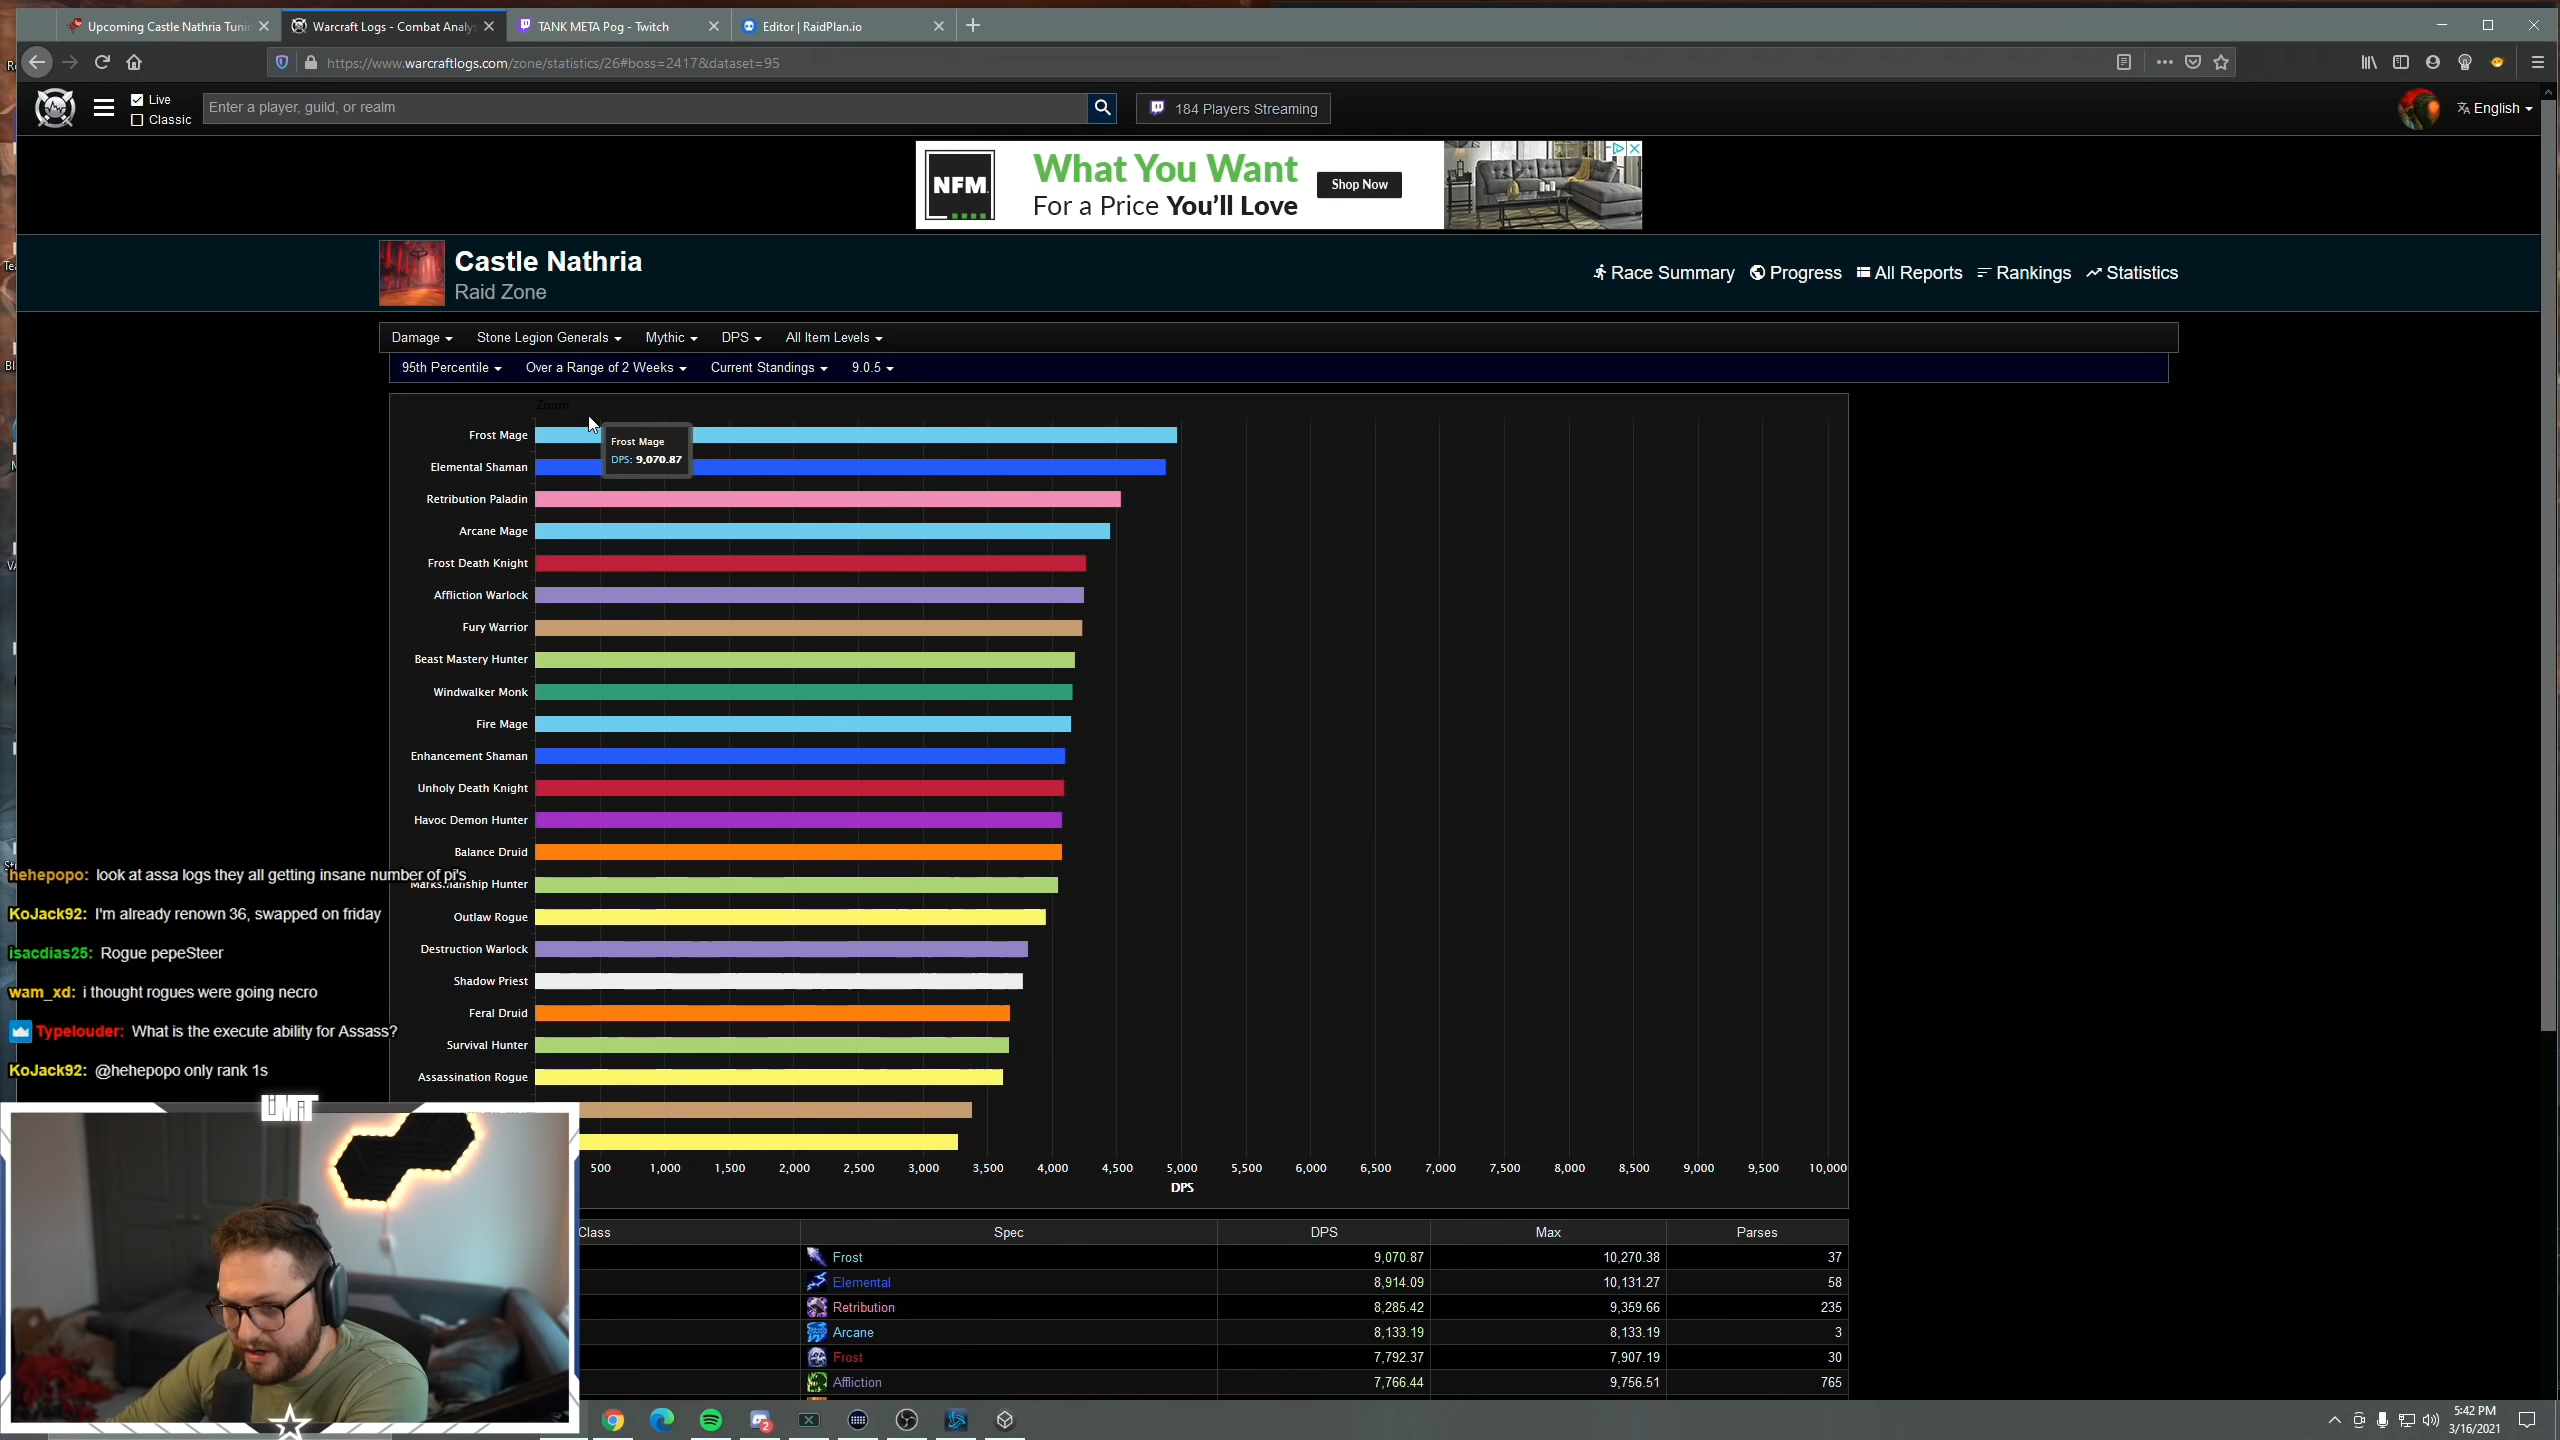 Upcoming Castle Nathria Tunin
Warcraft Logs - Combat Analys
TANK META Pog - Twitch
Editor | RaidPlan.io
https://www.warcraftlogs.com/zone/statistics/26#boss=2417&dataset=95
Live
Classic
Enter a player, guild, or realm
184 Players Streaming
English
NFM
What You Want
For a Price You'll Love
Shop Now
Castle Nathria
Raid Zone
Race Summary
Progress
All Reports
Rankings
Statistics
Damage
Stone Legion Generals
Mythic
DPS
All Item Levels
95th Percentile
Over a Range of 2 Weeks
Current Standings
9.0.5
Zoom
Frost Mage
Frost Mage
DPS: 9,070.87
Elemental Shaman
Retribution Paladin
Arcane Mage
Frost Death Knight
Affliction Warlock
Fury Warrior
Beast Mastery Hunter
Windwalker Monk
Fire Mage
Enhancement Shaman
Unholy Death Knight
Havoc Demon Hunter
Balance Druid
Marksmanship Hunter
Outlaw Rogue
Destruction Warlock
Shadow Priest
Feral Druid
Survival Hunter
Assassination Rogue
500 1,000 1,500 2,000 2,500 3,000 3,500 4,000 4,500 5,000 5,500 6,000 6,500 7,000 7,500 8,000 8,500 9,000 9,500 10,000
DPS
hehepopo: look at assa logs they all getting insane number of pi's
KoJack92: I'm already renown 36, swapped on friday
isacdias25: Rogue pepeSteer
wam_xd: i thought rogues were going necro
Typelouder: What is the execute ability for Assass?
KoJack92: @hehepopo only rank 1s
LIMIT
Class Spec DPS Max Parses
Frost 9,070.87 10,270.38 37
Elemental 8,914.09 10,131.27 58
Retribution 8,285.42 9,359.66 235
Arcane 8,133.19 8,133.19 3
Frost 7,792.37 7,907.19 30
Affliction 7,766.44 9,756.51 765
2
5:42 PM
3/16/2021